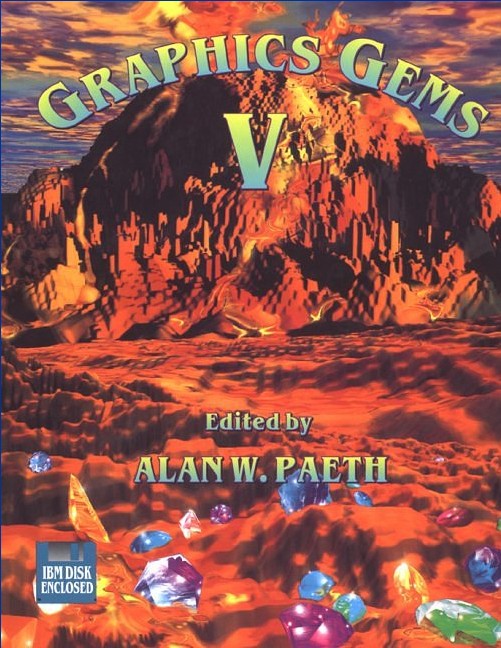 GRAPHICS GEMS
V
Edited by
ALAN W. PAETH
IBM DISK
ENCLOSED